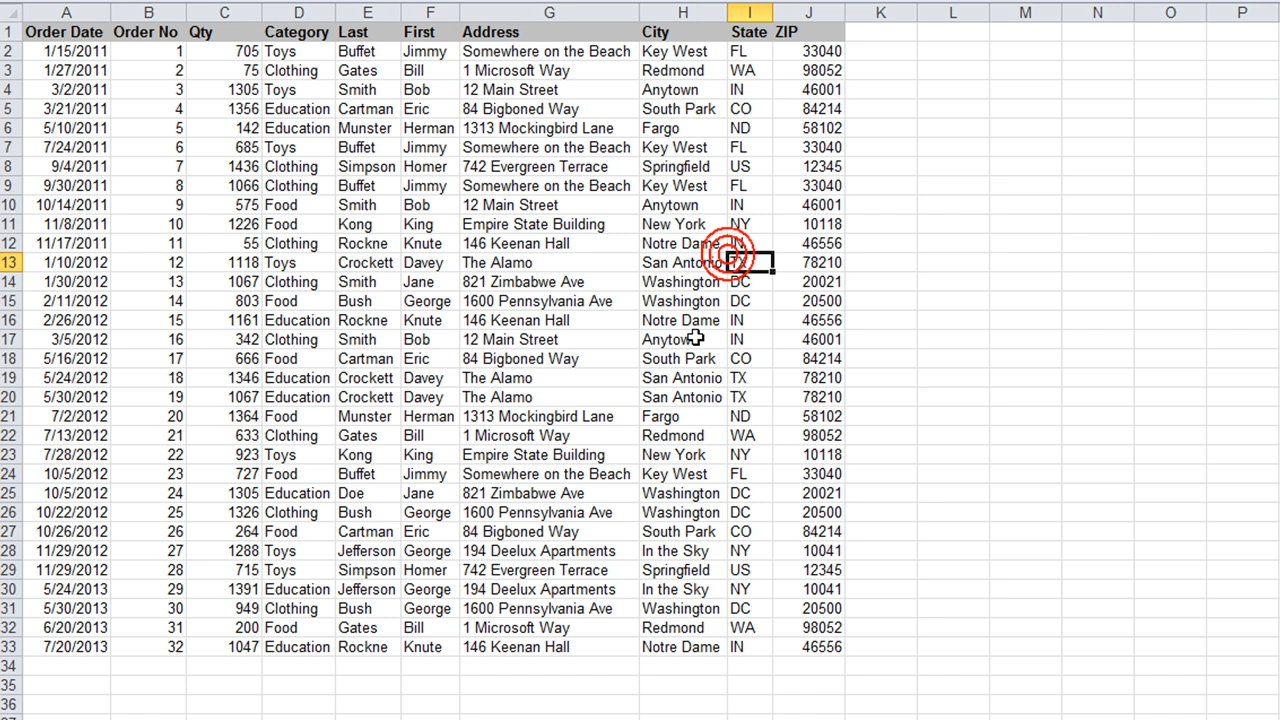 A B C D E F G H I J K L M N O P
1 Order Date Order No Qty Category Last First Address City State ZIP
2 1/15/2011 1 705 Toys Buffet Jimmy Somewhere on the Beach Key West FL 33040
3 1/27/2011 2 75 Clothing Gates Bill 1 Microsoft Way Redmond WA 98052
4 3/2/2011 3 1305 Toys Smith Bob 12 Main Street Anytown IN 46001
5 3/21/2011 4 1356 Education Cartman Eric 84 Bigboned Way South Park CO 84214
6 5/10/2011 5 142 Education Munster Herman 1313 Mockingbird Lane Fargo ND 58102
7 7/24/2011 6 685 Toys Buffet Jimmy Somewhere on the Beach Key West FL 33040
8 9/4/2011 7 1436 Clothing Simpson Homer 742 Evergreen Terrace Springfield US 12345
9 9/30/2011 8 1066 Clothing Buffet Jimmy Somewhere on the Beach Key West FL 33040
10 10/14/2011 9 575 Food Smith Bob 12 Main Street Anytown IN 46001
11 11/8/2011 10 1226 Food Kong King Empire State Building New York NY 10118
12 11/17/2011 11 55 Clothing Rockne Knute 146 Keenan Hall Notre Dame IN 46556
13 1/10/2012 12 1118 Toys Crockett Davey The Alamo San Antonio TX 78210
14 1/30/2012 13 1067 Clothing Smith Jane 821 Zimbabwe Ave Washington DC 20021
15 2/11/2012 14 803 Food Bush George 1600 Pennsylvania Ave Washington DC 20500
16 2/26/2012 15 1161 Education Rockne Knute 146 Keenan Hall Notre Dame IN 46556
17 3/5/2012 16 342 Clothing Smith Bob 12 Main Street Anytown IN 46001
18 5/16/2012 17 666 Food Cartman Eric 84 Bigboned Way South Park CO 84214
19 5/24/2012 18 1346 Education Crockett Davey The Alamo San Antonio TX 78210
20 5/30/2012 19 1067 Education Crockett Davey The Alamo San Antonio TX 78210
21 7/2/2012 20 1364 Food Munster Herman 1313 Mockingbird Lane Fargo ND 58102
22 7/13/2012 21 633 Clothing Gates Bill 1 Microsoft Way Redmond WA 98052
23 7/28/2012 22 923 Toys Kong King Empire State Building New York NY 10118
24 10/5/2012 23 727 Food Buffet Jimmy Somewhere on the Beach Key West FL 33040
25 10/5/2012 24 1305 Education Doe Jane 821 Zimbabwe Ave Washington DC 20021
26 10/22/2012 25 1326 Clothing Bush George 1600 Pennsylvania Ave Washington DC 20500
27 10/26/2012 26 264 Food Cartman Eric 84 Bigboned Way South Park CO 84214
28 11/29/2012 27 1288 Toys Jefferson George 194 Deelux Apartments In the Sky NY 10041
29 11/29/2012 28 715 Toys Simpson Homer 742 Evergreen Terrace Springfield US 12345
30 5/24/2013 29 1391 Education Jefferson George 194 Deelux Apartments In the Sky NY 10041
31 5/30/2013 30 949 Clothing Bush George 1600 Pennsylvania Ave Washington DC 20500
32 6/20/2013 31 200 Food Gates Bill 1 Microsoft Way Redmond WA 98052
33 7/20/2013 32 1047 Education Rockne Knute 146 Keenan Hall Notre Dame IN 46556
34
35
36